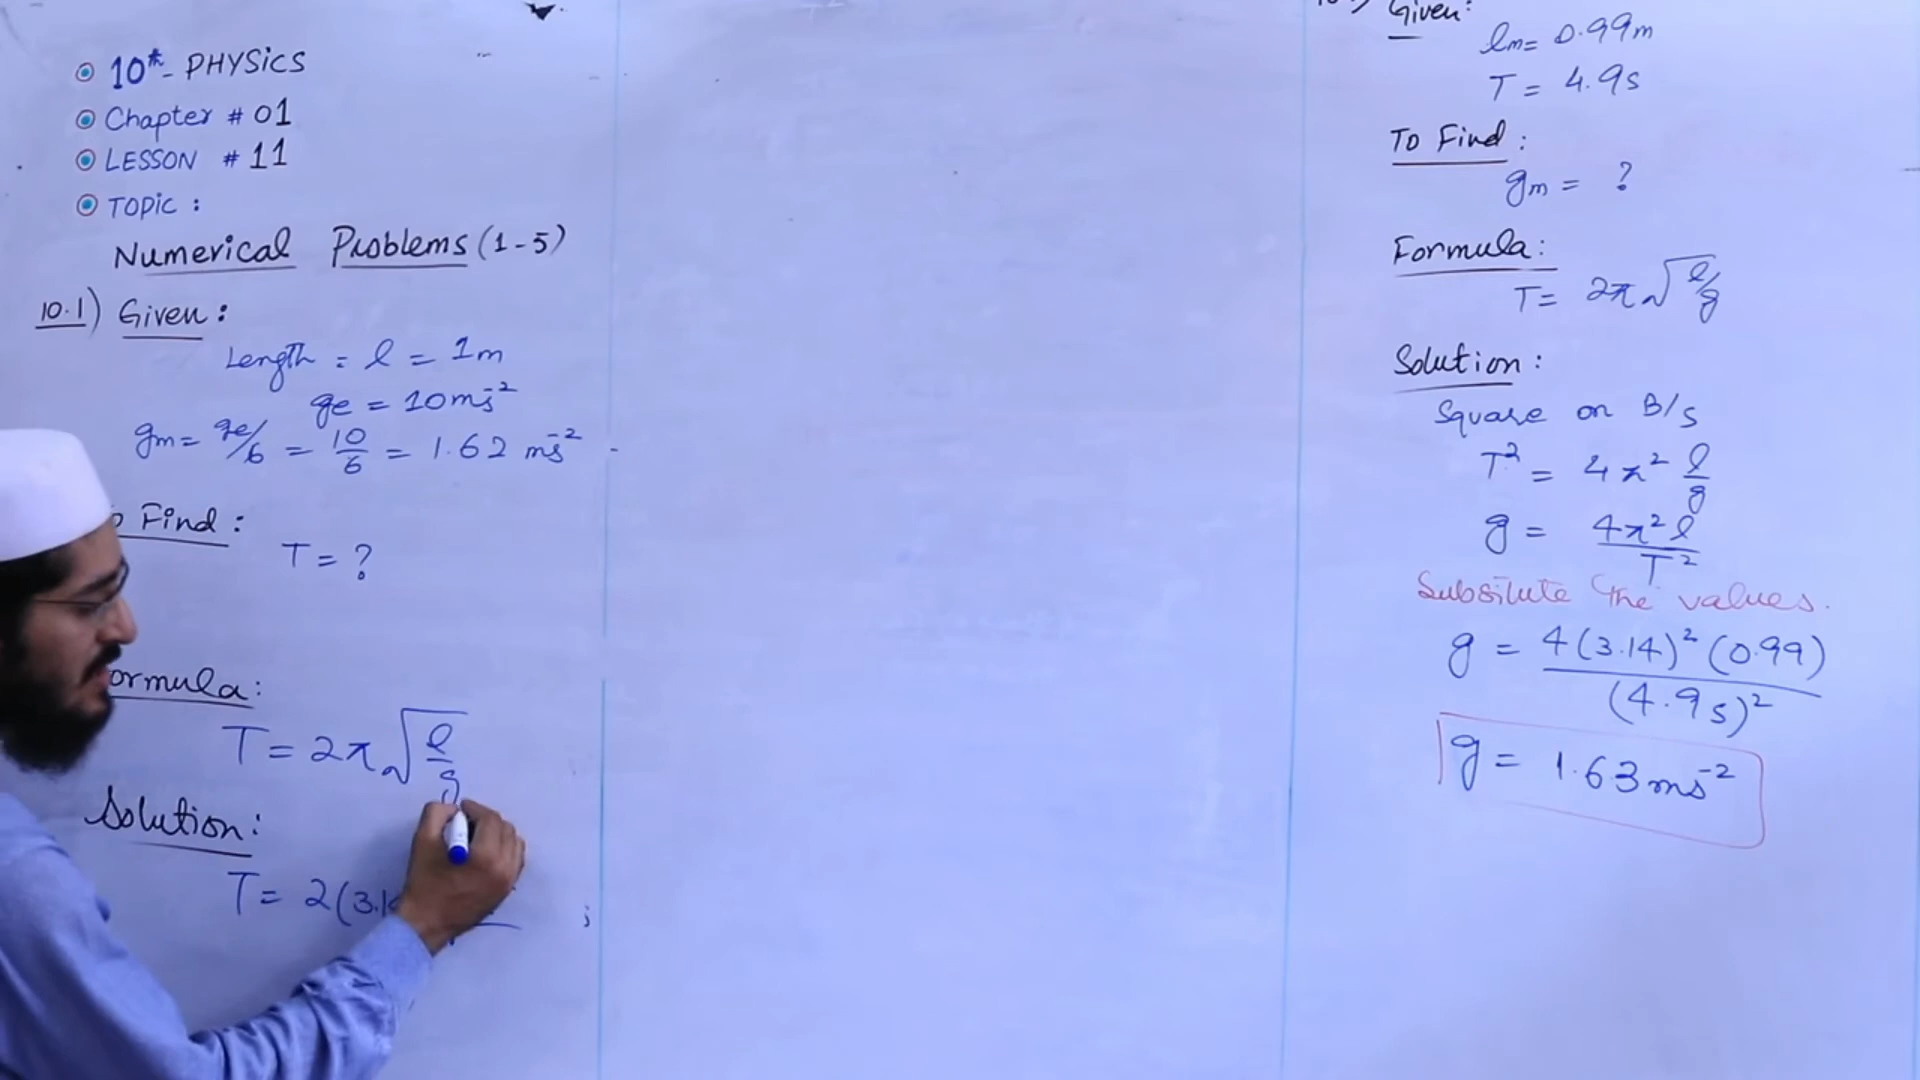 10th - PHYSICS
Chapter # 01
LESSON # 11
TOPIC :
Numerical Problems (1-5)
10.1) Given :
Length = l = 1m
ge = 10ms⁻²
gm = ge/6 = 10/6 = 1.62 ms⁻²
Find :
T = ?
ormula :
T = 2π√(l/g)
Solution :
T = 2(3.1
Given :
lm = 0.99m
T = 4.9s
To Find :
gm = ?
Formula :
T = 2π√(l/g)
Solution :
Square on B/s
T² = 4π² l/g
g = 4π²l/T²
Subsitute the values.
g = 4(3.14)²(0.99)/(4.9s)²
g = 1.63ms⁻²